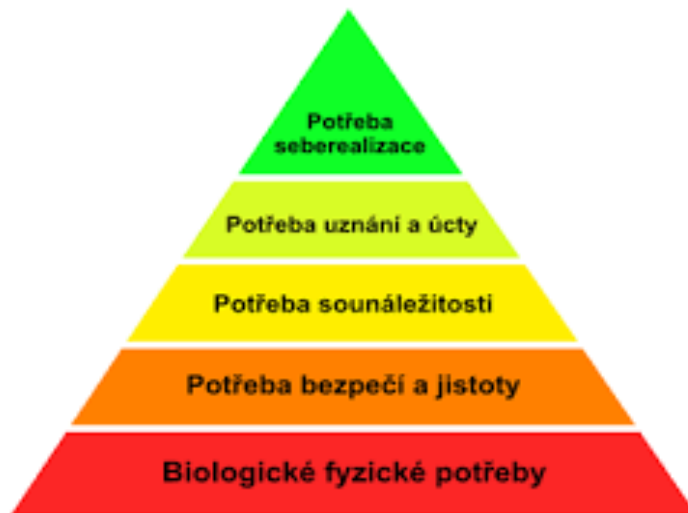 Potřeba
seberealizace
Potřeba uznání a úcty
Potřeba sounáležitosti
Potřeba bezpečí a jistoty
Biologické fyzické potřeby